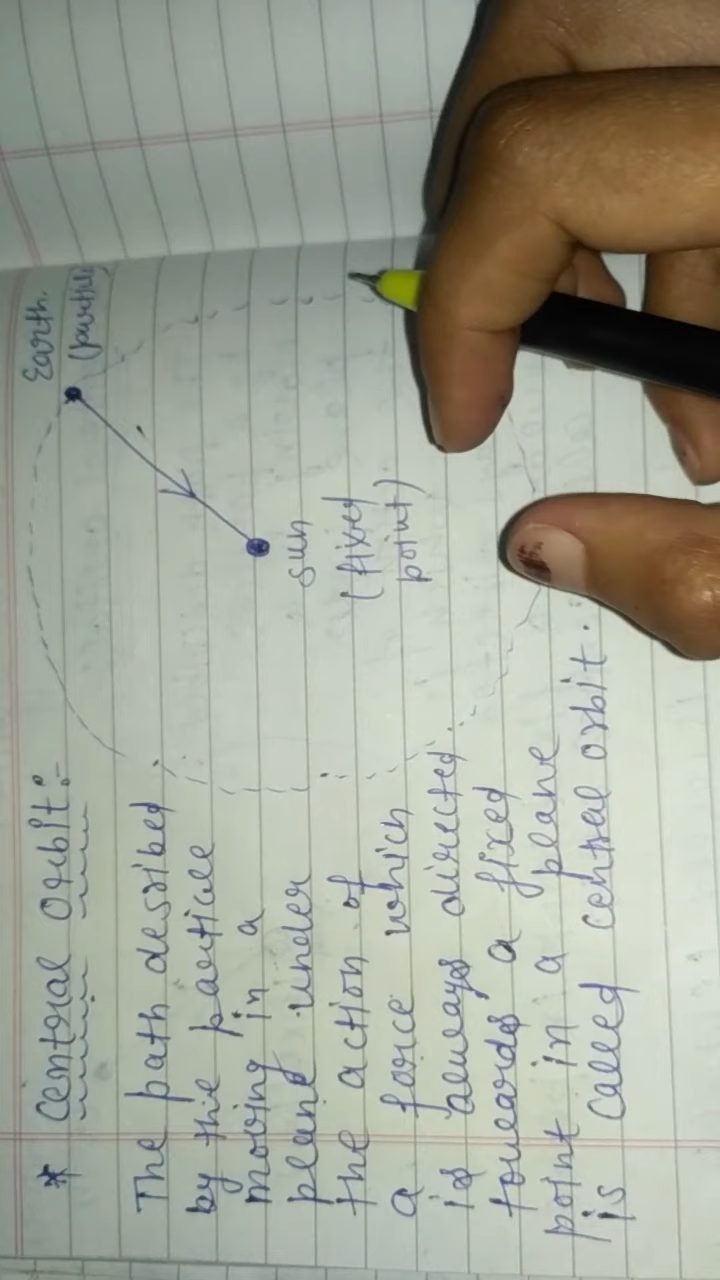 * Central Orbit:-
The path described
by the particle
moving in a
plane under
the action of
a force which
is always directed
towards a fixed
point in a plane
is called central orbit.
Earth.
(particle)
sun
(fixed
point)